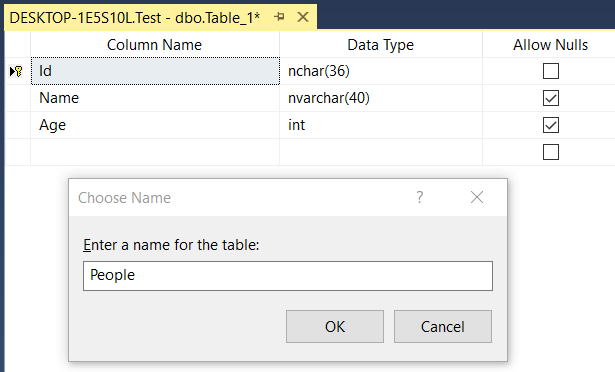 DESKTOP-1E5S10L.Test - dbo.Table_1*
Column Name Data Type Allow Nulls
Id nchar(36)
Name nvarchar(40)
Age int
Choose Name ?
Enter a name for the table:
People
OK Cancel